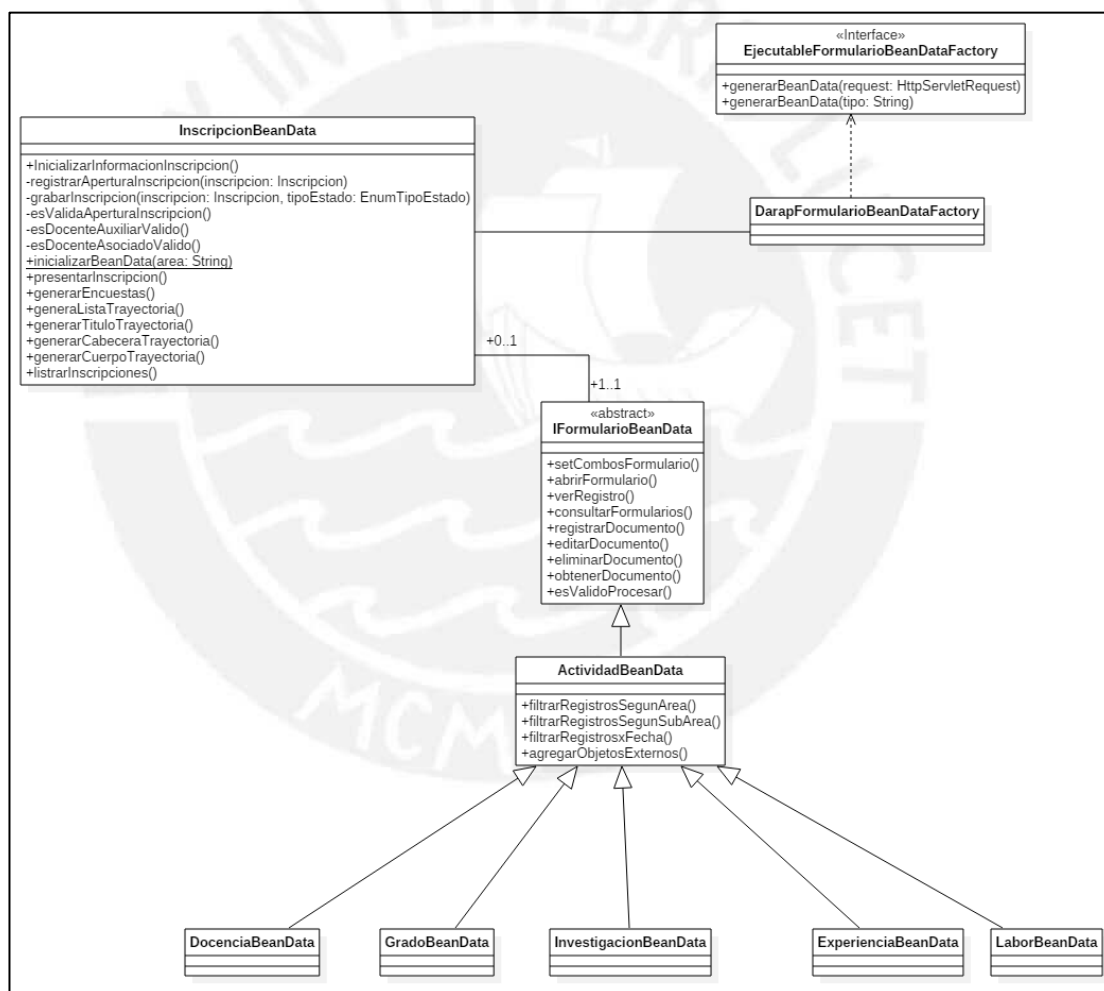 «Interface»
EjecutableFormularioBeanDataFactory
+generarBeanData(request: HttpServletRequest)
+generarBeanData(tipo: String)
InscripcionBeanData
+InicializarInformacionInscripcion()
-registrarAperturaInscripcion(inscripcion: Inscripcion)
-grabarInscripcion(inscripcion: Inscripcion, tipoEstado: EnumTipoEstado)
-esValidaAperturaInscripcion()
-esDocenteAuxiliarValido()
-esDocenteAsociadoValido()
+inicializarBeanData(area: String)
+presentarInscripcion()
+generarEncuestas()
+generaListaTrayectoria()
+generarTituloTrayectoria()
+generarCabeceraTrayectoria()
+generarCuerpoTrayectoria()
+listrarInscripciones()
DarapFormularioBeanDataFactory
+0..1
+1..1
«abstract»
IFormularioBeanData
+setCombosFormulario()
+abrirFormulario()
+verRegistro()
+consultarFormularios()
+registrarDocumento()
+editarDocumento()
+eliminarDocumento()
+obtenerDocumento()
+esValidoProcesar()
ActividadBeanData
+filtrarRegistrosSegunArea()
+filtrarRegistrosSegunSubArea()
+filtrarRegistrosxFecha()
+agregarObjetosExternos()
DocenciaBeanData
GradoBeanData
InvestigacionBeanData
ExperienciaBeanData
LaborBeanData